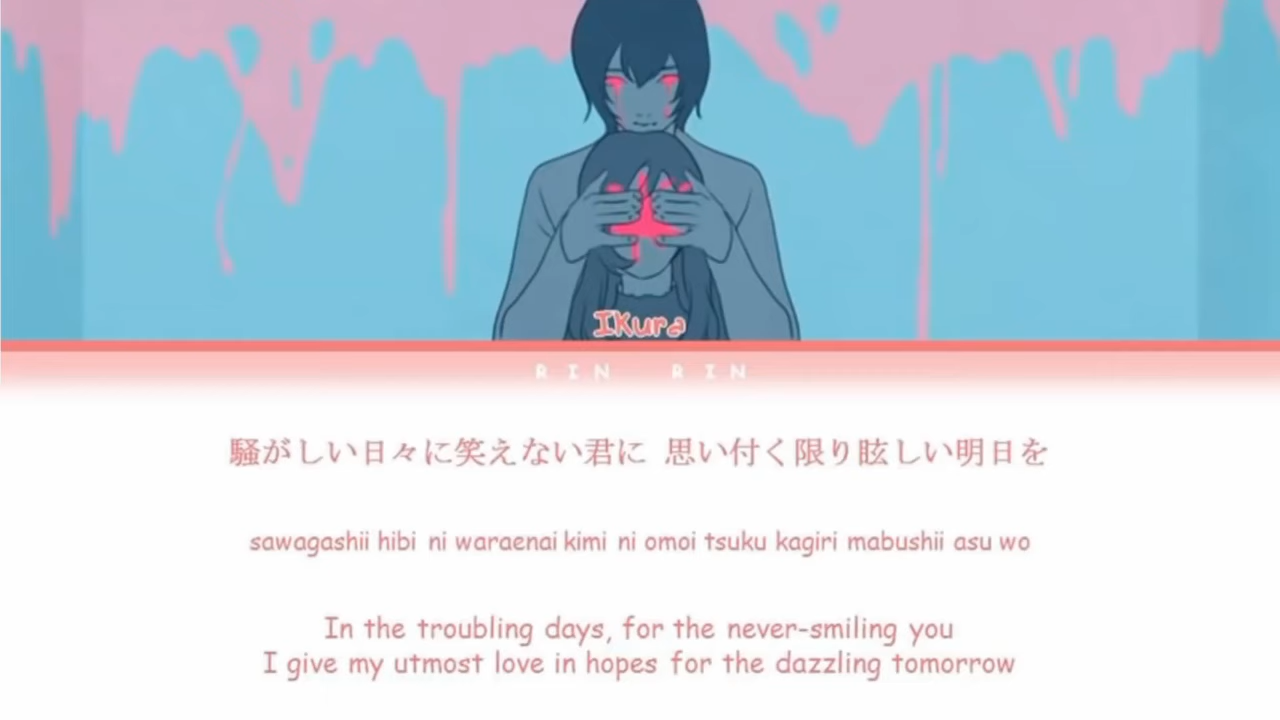 IKura
RIN RIN
騒がしい日々に笑えない君に 思い付く限り眩しい明日を
sawagashii hibi ni waraenai kimi ni omoi tsuku kagiri mabushii asu wo
In the troubling days, for the never-smiling you
I give my utmost love in hopes for the dazzling tomorrow